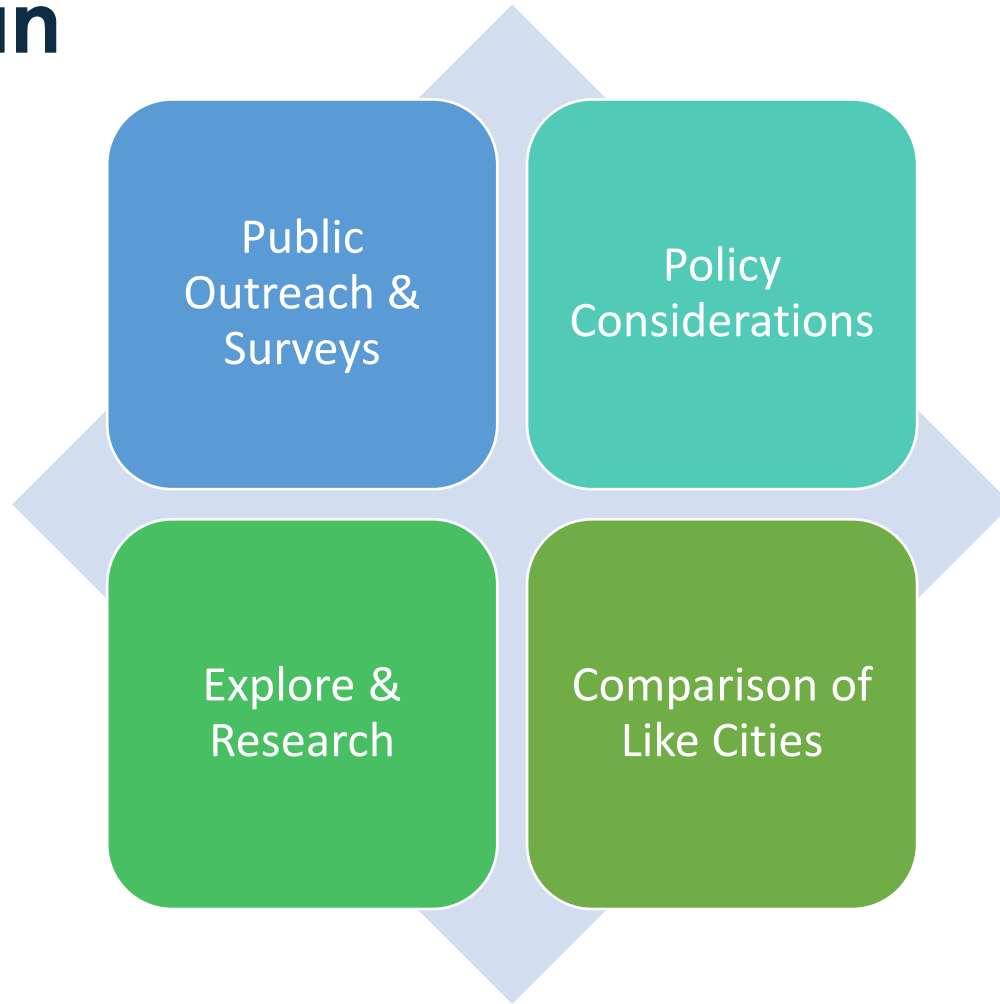 Public
Outreach &
Surveys
Policy
Considerations
Explore &
Research
Comparison of
Like Cities